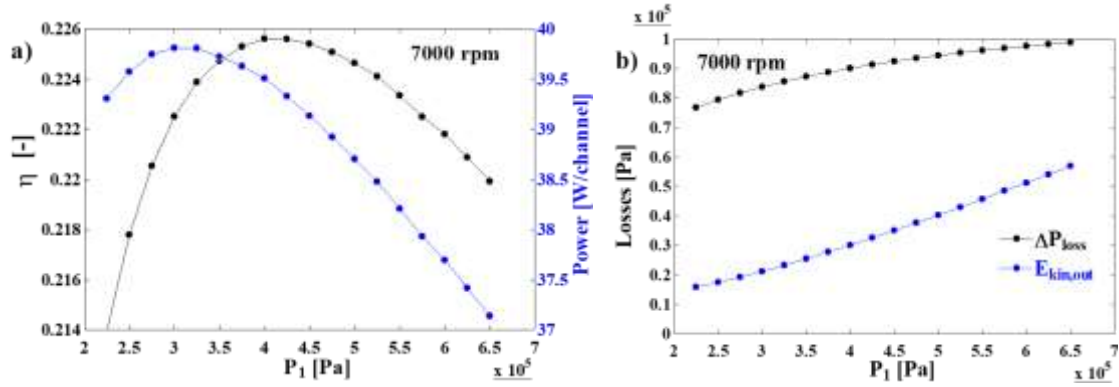 a)
7000 rpm
η [-]
0.226
0.224
0.222
0.22
0.218
0.216
0.214
40
39.5
39
38.5
38
37.5
37
Power [W/channel]
2 2.5 3 3.5 4 4.5 5 5.5 6 6.5 7
P1 [Pa]
x 10^5
x 10^5
b)
7000 rpm
Losses [Pa]
1
0.9
0.8
0.7
0.6
0.5
0.4
0.3
0.2
0.1
0
ΔPloss
Ekin,out
2 2.5 3 3.5 4 4.5 5 5.5 6 6.5 7
P1 [Pa]
x 10^5